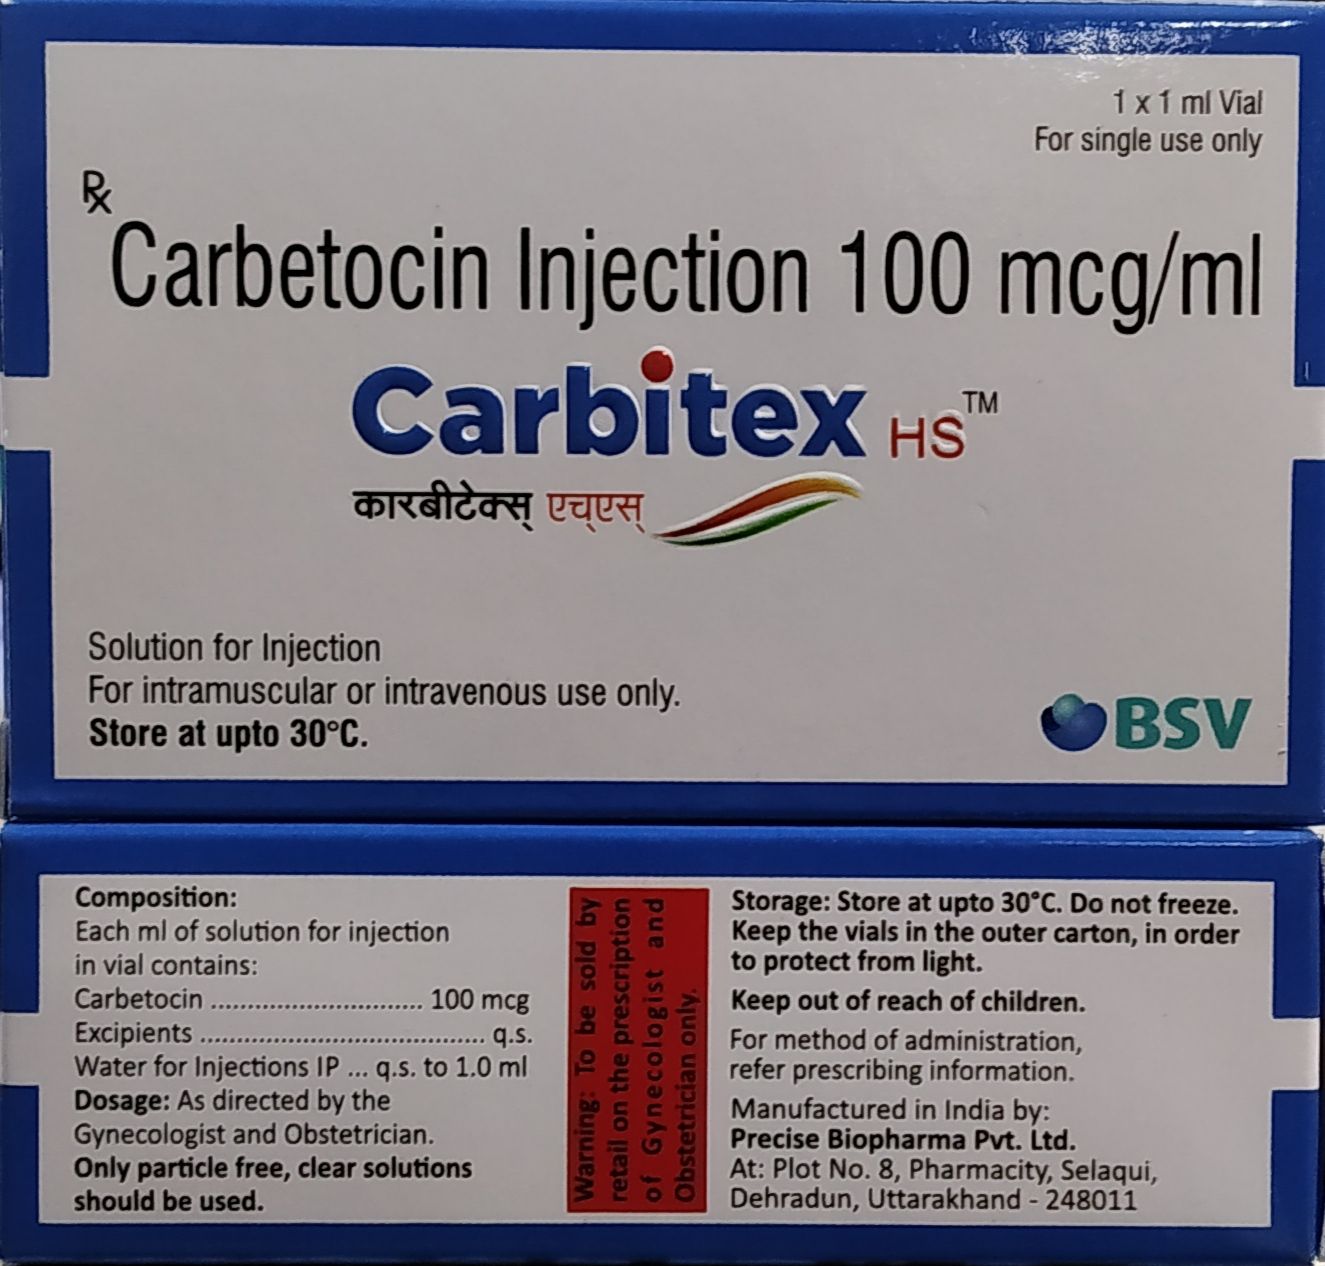 1 x 1 ml Vial
For single use only
Rx
Carbetocin Injection 100 mcg/ml
Carbitex HS™
कारबीटेक्स् एच्एस्
Solution for Injection
For intramuscular or intravenous use only.
Store at upto 30°C.
BSV
Composition:
Each ml of solution for injection
in vial contains:
Carbetocin .............................. 100 mcg
Excipients ........................................ q.s.
Water for Injections IP ... q.s. to 1.0 ml
Dosage: As directed by the
Gynecologist and Obstetrician.
Only particle free, clear solutions
should be used.
Warning: To be sold by
retail on the prescription
of Gynecologist and
Obstetrician only.
Storage: Store at upto 30°C. Do not freeze.
Keep the vials in the outer carton, in order
to protect from light.
Keep out of reach of children.
For method of administration,
refer prescribing information.
Manufactured in India by:
Precise Biopharma Pvt. Ltd.
At: Plot No. 8, Pharmacity, Selaqui,
Dehradun, Uttarakhand - 248011